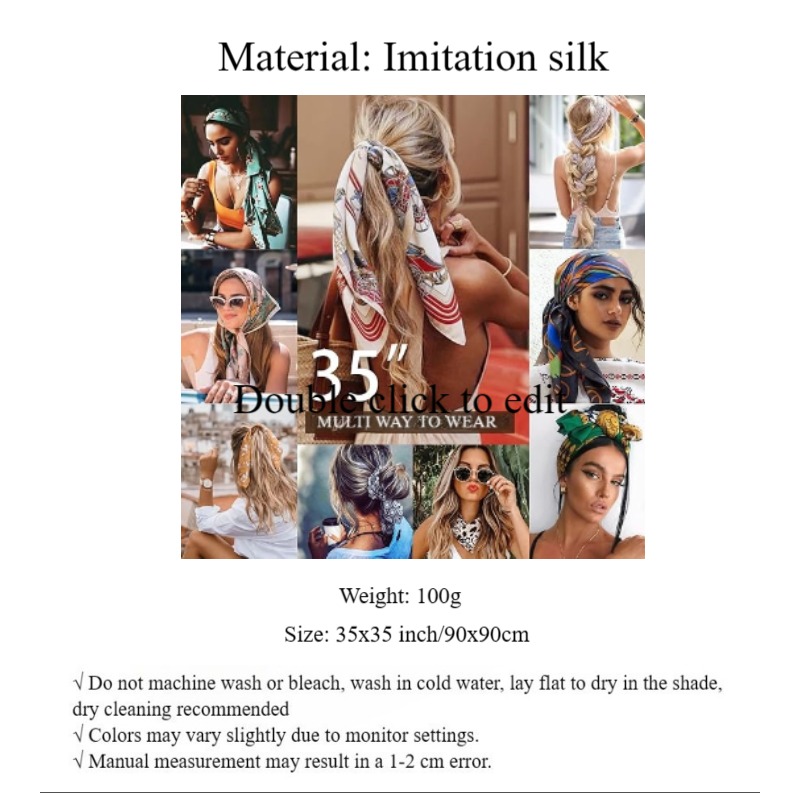 Material: Imitation silk
35"
Double click to edit
MULTI WAY TO WEAR
Weight: 100g
Size: 35x35 inch/90x90cm
√ Do not machine wash or bleach, wash in cold water, lay flat to dry in the shade,
dry cleaning recommended
√ Colors may vary slightly due to monitor settings.
√ Manual measurement may result in a 1-2 cm error.